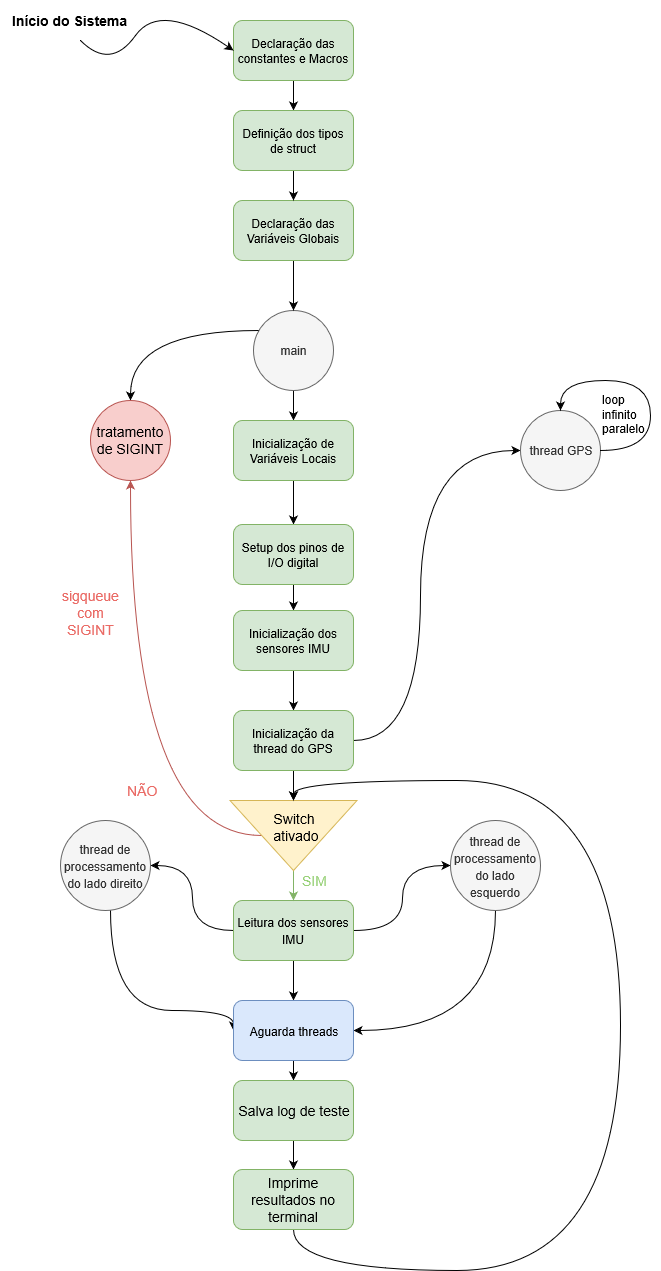 Início do Sistema
Declaração das
constantes e Macros
Definição dos tipos
de struct
Declaração das
Variáveis Globais
main
tratamento
de SIGINT
Inicialização de
Variáveis Locais
loop
infinito
paralelo
thread GPS
Setup dos pinos de
I/O digital
sigqueue
com
SIGINT
Inicialização dos
sensores IMU
Inicialização da
thread do GPS
NÃO
Switch
ativado
thread de
processamento
do lado direito
thread de
processamento
do lado
esquerdo
SIM
Leitura dos sensores
IMU
Aguarda threads
Salva log de teste
Imprime
resultados no
terminal